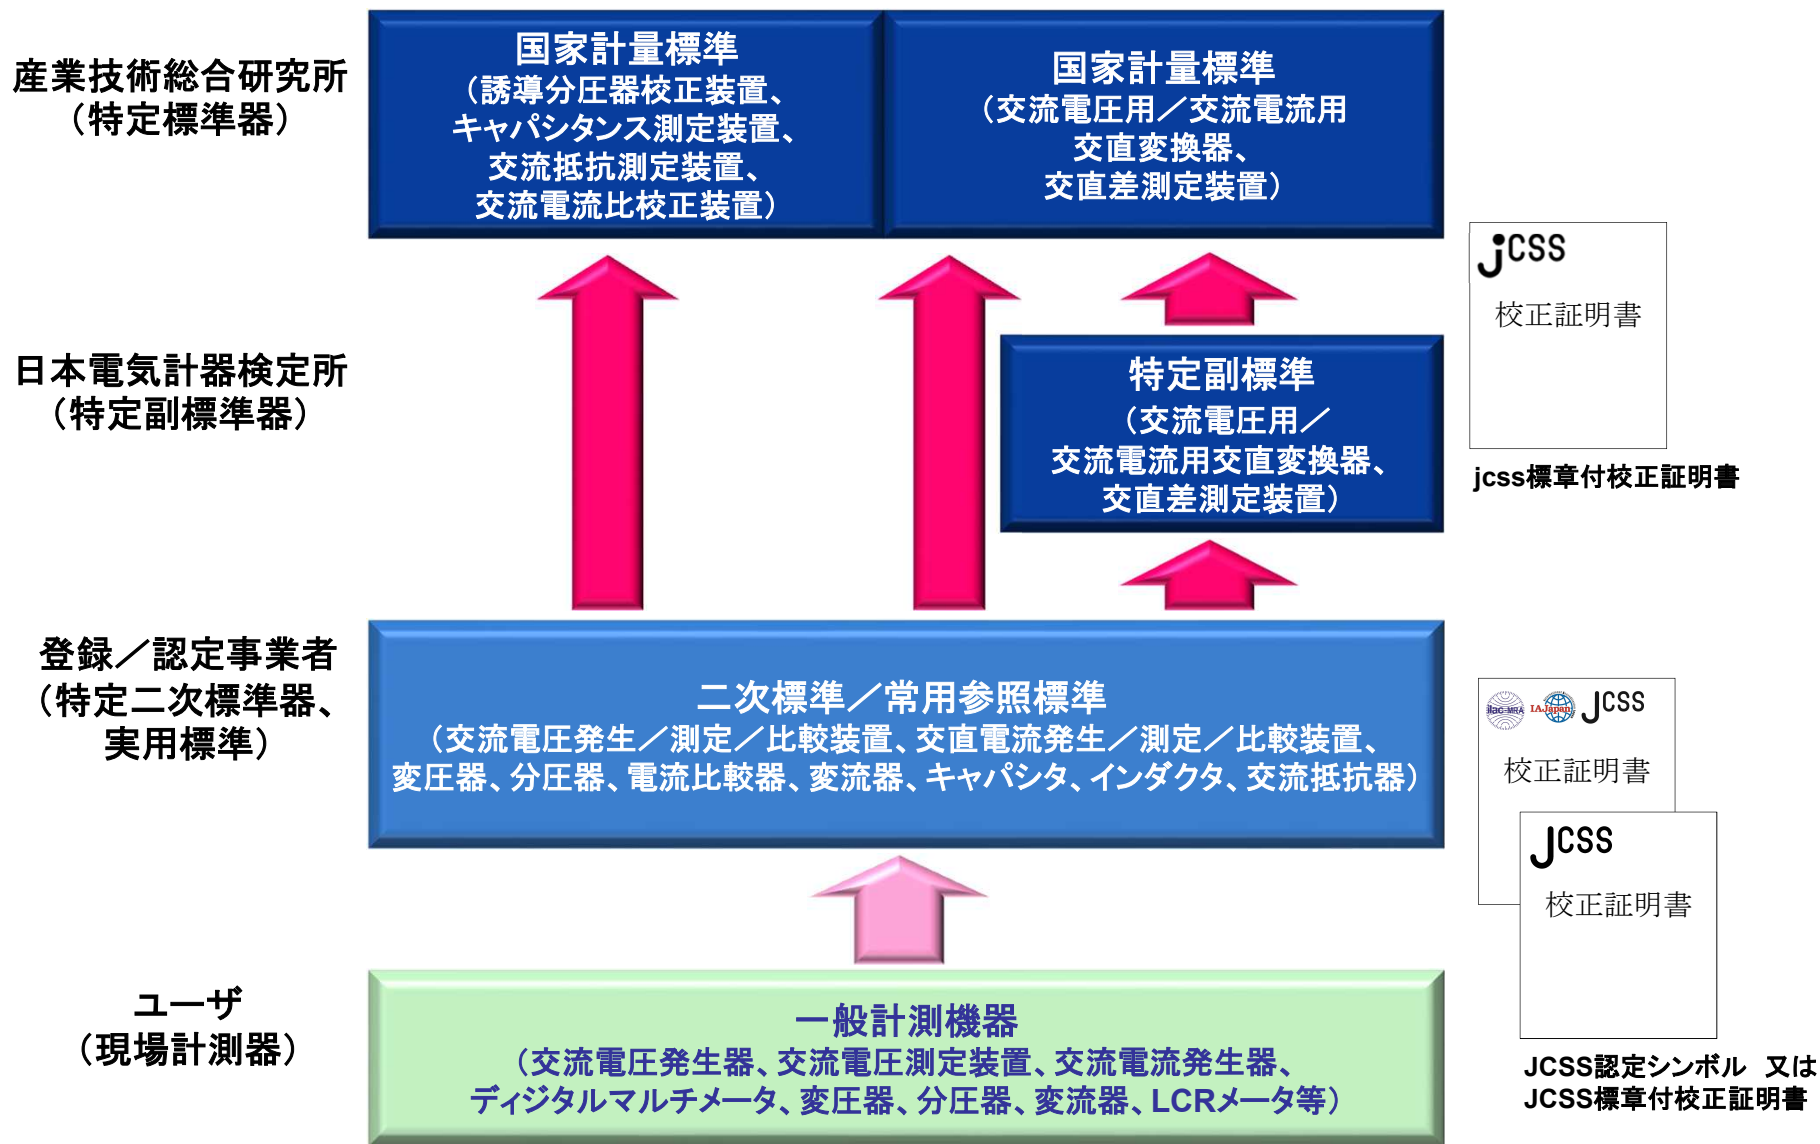 産業技術総合研究所
（特定標準器）
国家計量標準
（誘導分圧器校正装置、
キャパシタンス測定装置、
交流抵抗測定装置、
交流電流比校正装置）
国家計量標準
（交流電圧用／交流電流用
交直変換器、
交直差測定装置）
jcss
校正証明書
jcss標章付校正証明書
日本電気計器検定所
（特定副標準器）
特定副標準
（交流電圧用／
交流電流用交直変換器、
交直差測定装置）
登録／認定事業者
（特定二次標準器、
実用標準）
二次標準／常用参照標準
（交流電圧発生／測定／比較装置、交直電流発生／測定／比較装置、
変圧器、分圧器、電流比較器、変流器、キャパシタ、インダクタ、交流抵抗器）
ilac-MRA IAJapan JCSS
校正証明書
JCSS
校正証明書
JCSS認定シンボル 又は
JCSS標章付校正証明書
ユーザ
（現場計測器）
一般計測機器
（交流電圧発生器、交流電圧測定装置、交流電流発生器、
ディジタルマルチメータ、変圧器、分圧器、変流器、LCRメータ等）